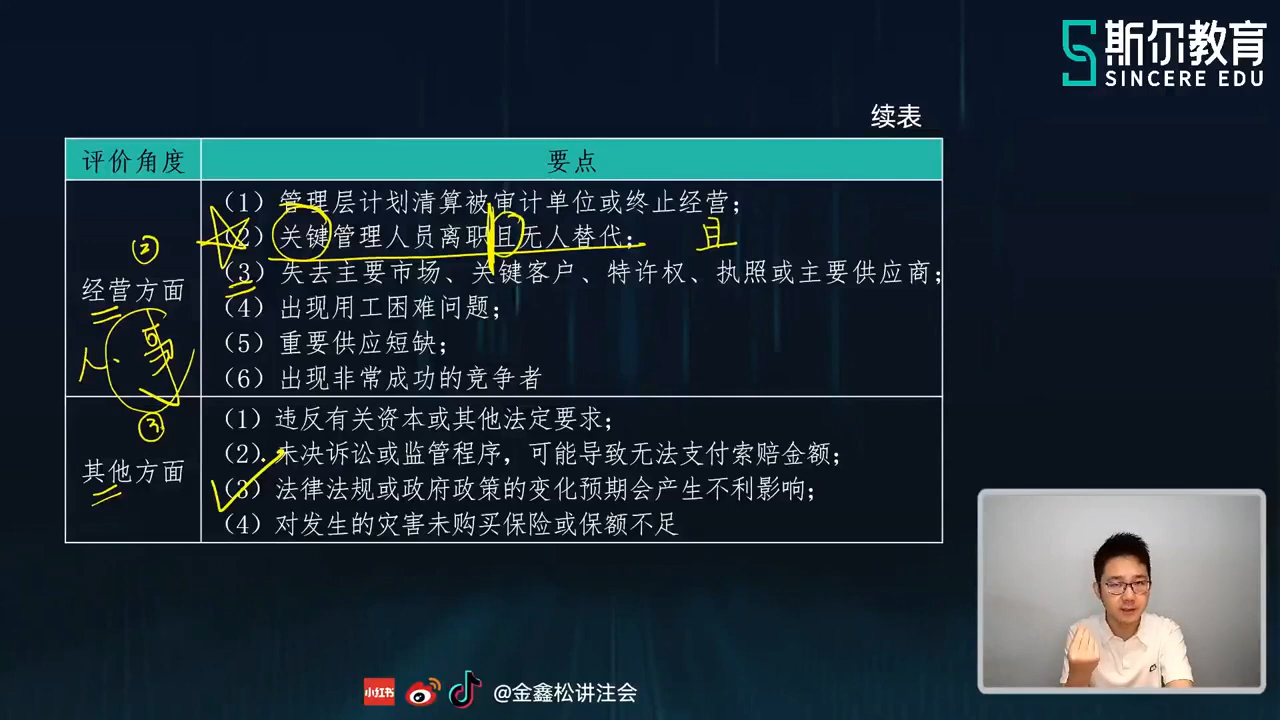 斯尔教育
SINCERE EDU
续表
评价角度
要点
经营方面
(1)管理层计划清算被审计单位或终止经营;
(2)关键管理人员离职且无人替代;
且
(3)失去主要市场、关键客户、特许权、执照或主要供应商;
(4)出现用工困难问题;
(5)重要供应短缺;
(6)出现非常成功的竞争者
②
人.事
③
其他方面
(1)违反有关资本或其他法定要求;
(2)未决诉讼或监管程序,可能导致无法支付索赔金额;
(3)法律法规或政府政策的变化预期会产生不利影响;
(4)对发生的灾害未购买保险或保额不足
小红书
@金鑫松讲注会